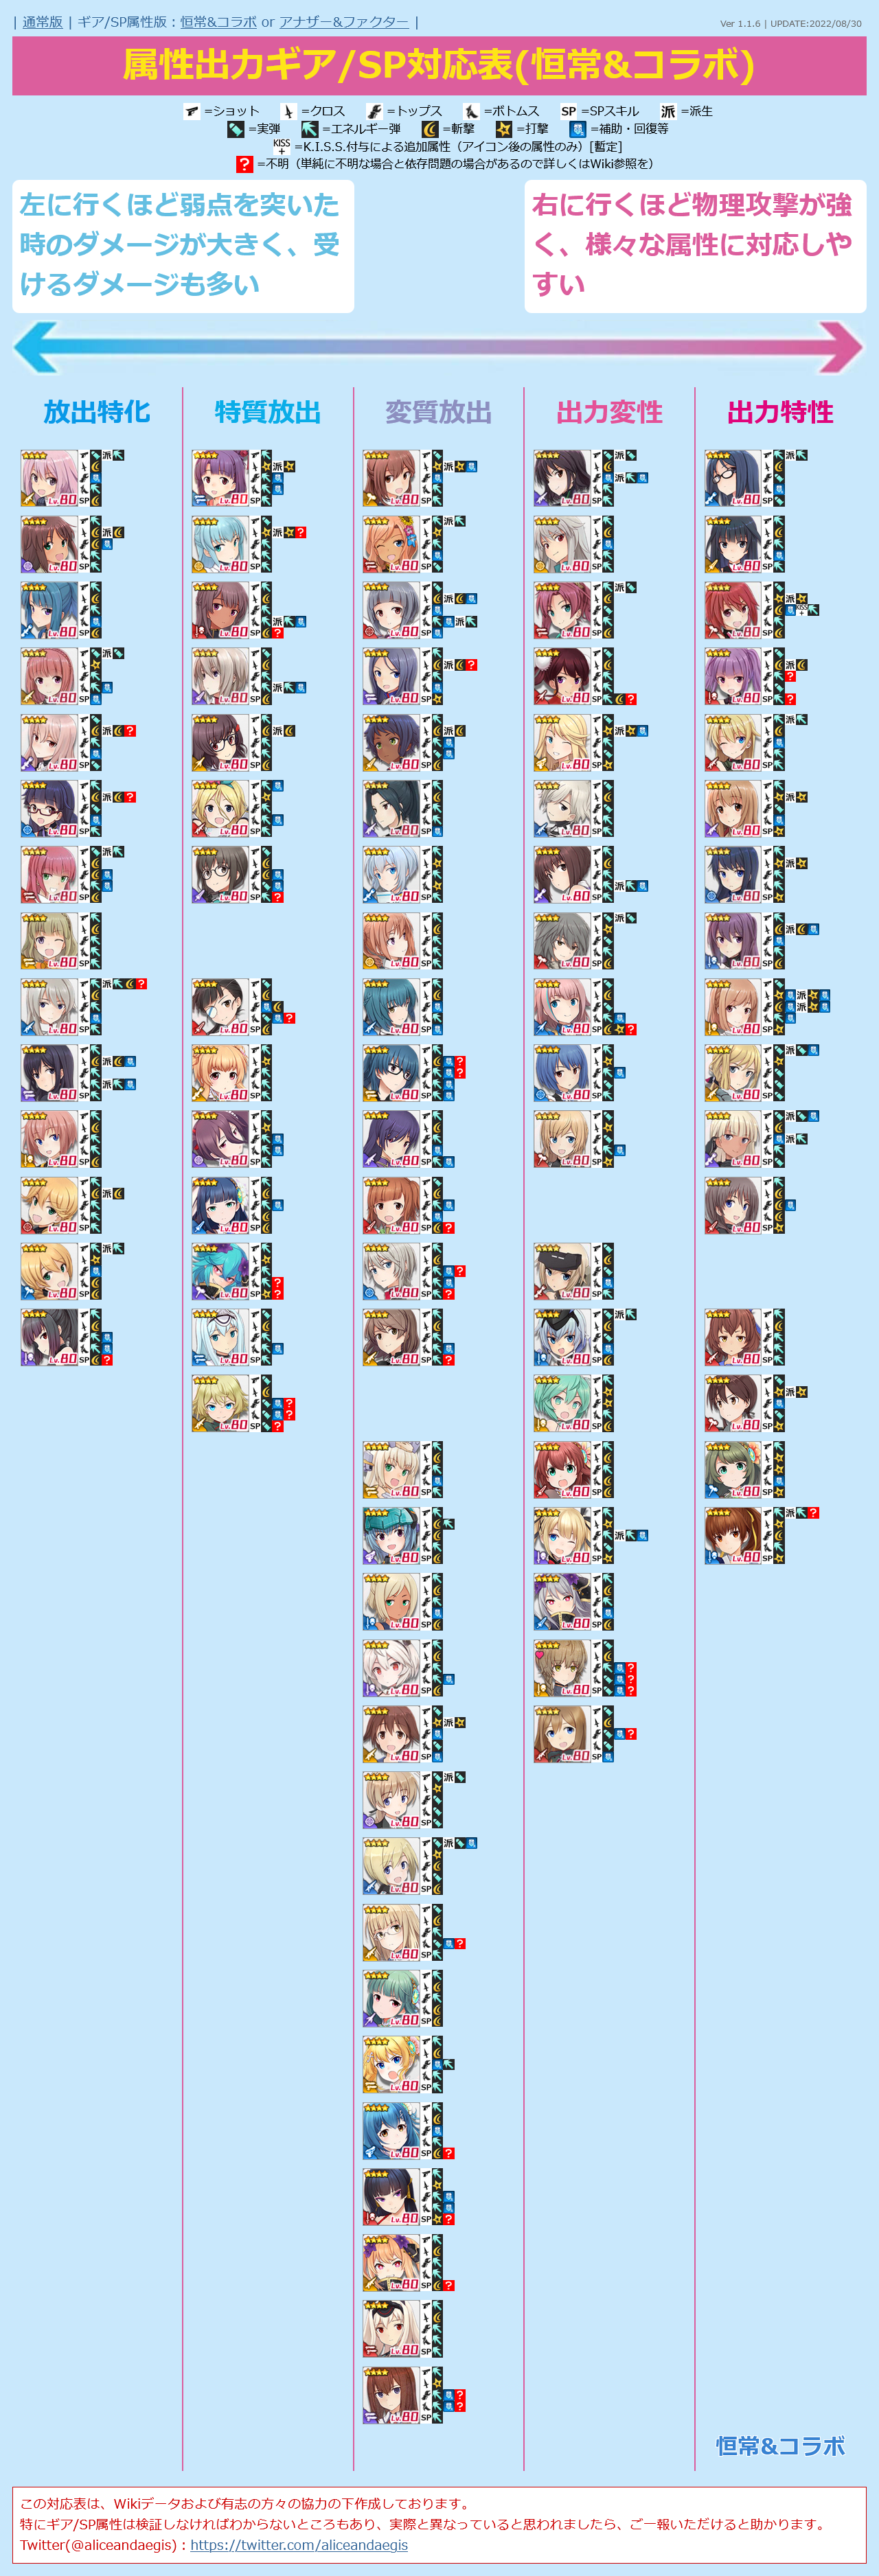 | 通常版 | ギア/SP属性版：恒常&コラボ or アナザー&ファクター |
Ver 1.1.6 | UPDATE:2022/08/30
属性出力ギア/SP対応表(恒常&コラボ)
=ショット =クロス =トップス =ボトムス SP =SPスキル 派 =派生
=実弾 =エネルギー弾 =斬撃 =打撃 =補助・回復等
KISS + =K.I.S.S.付与による追加属性（アイコン後の属性のみ）[暫定]
? =不明（単純に不明な場合と依存問題の場合があるので詳しくはWiki参照を）
左に行くほど弱点を突いた
時のダメージが大きく、受
けるダメージも多い
右に行くほど物理攻撃が強
く、様々な属性に対応しや
すい
放出特化 特質放出 変質放出 出力変性 出力特性
恒常&コラボ
この対応表は、Wikiデータおよび有志の方々の協力の下作成しております。
特にギア/SP属性は検証しなければわからないところもあり、実際と異なっていると思われましたら、ご一報いただけると助かります。
Twitter(@aliceandaegis)：https://twitter.com/aliceandaegis